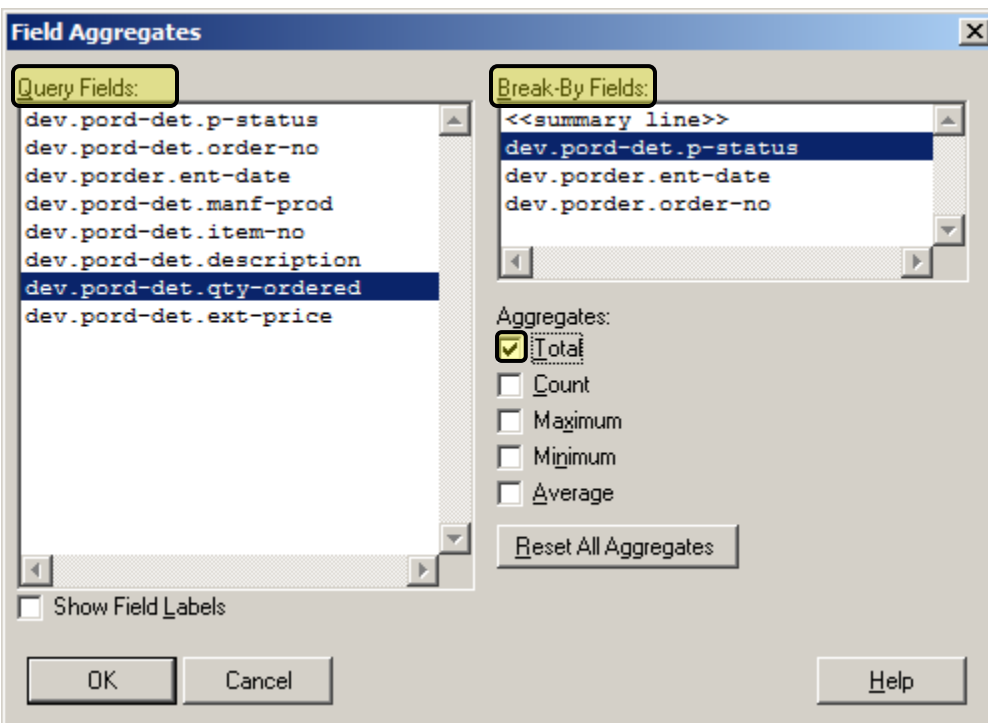 Field Aggregates
Query Fields:
dev.pord-det.p-status
dev.pord-det.order-no
dev.porder.ent-date
dev.pord-det.manf-prod
dev.pord-det.item-no
dev.pord-det.description
dev.pord-det.qty-ordered
dev.pord-det.ext-price
Show Field Labels
Break-By Fields:
<<summary line>>
dev.pord-det.p-status
dev.porder.ent-date
dev.porder.order-no
Aggregates:
Total
Count
Maximum
Minimum
Average
Reset All Aggregates
OK
Cancel
Help